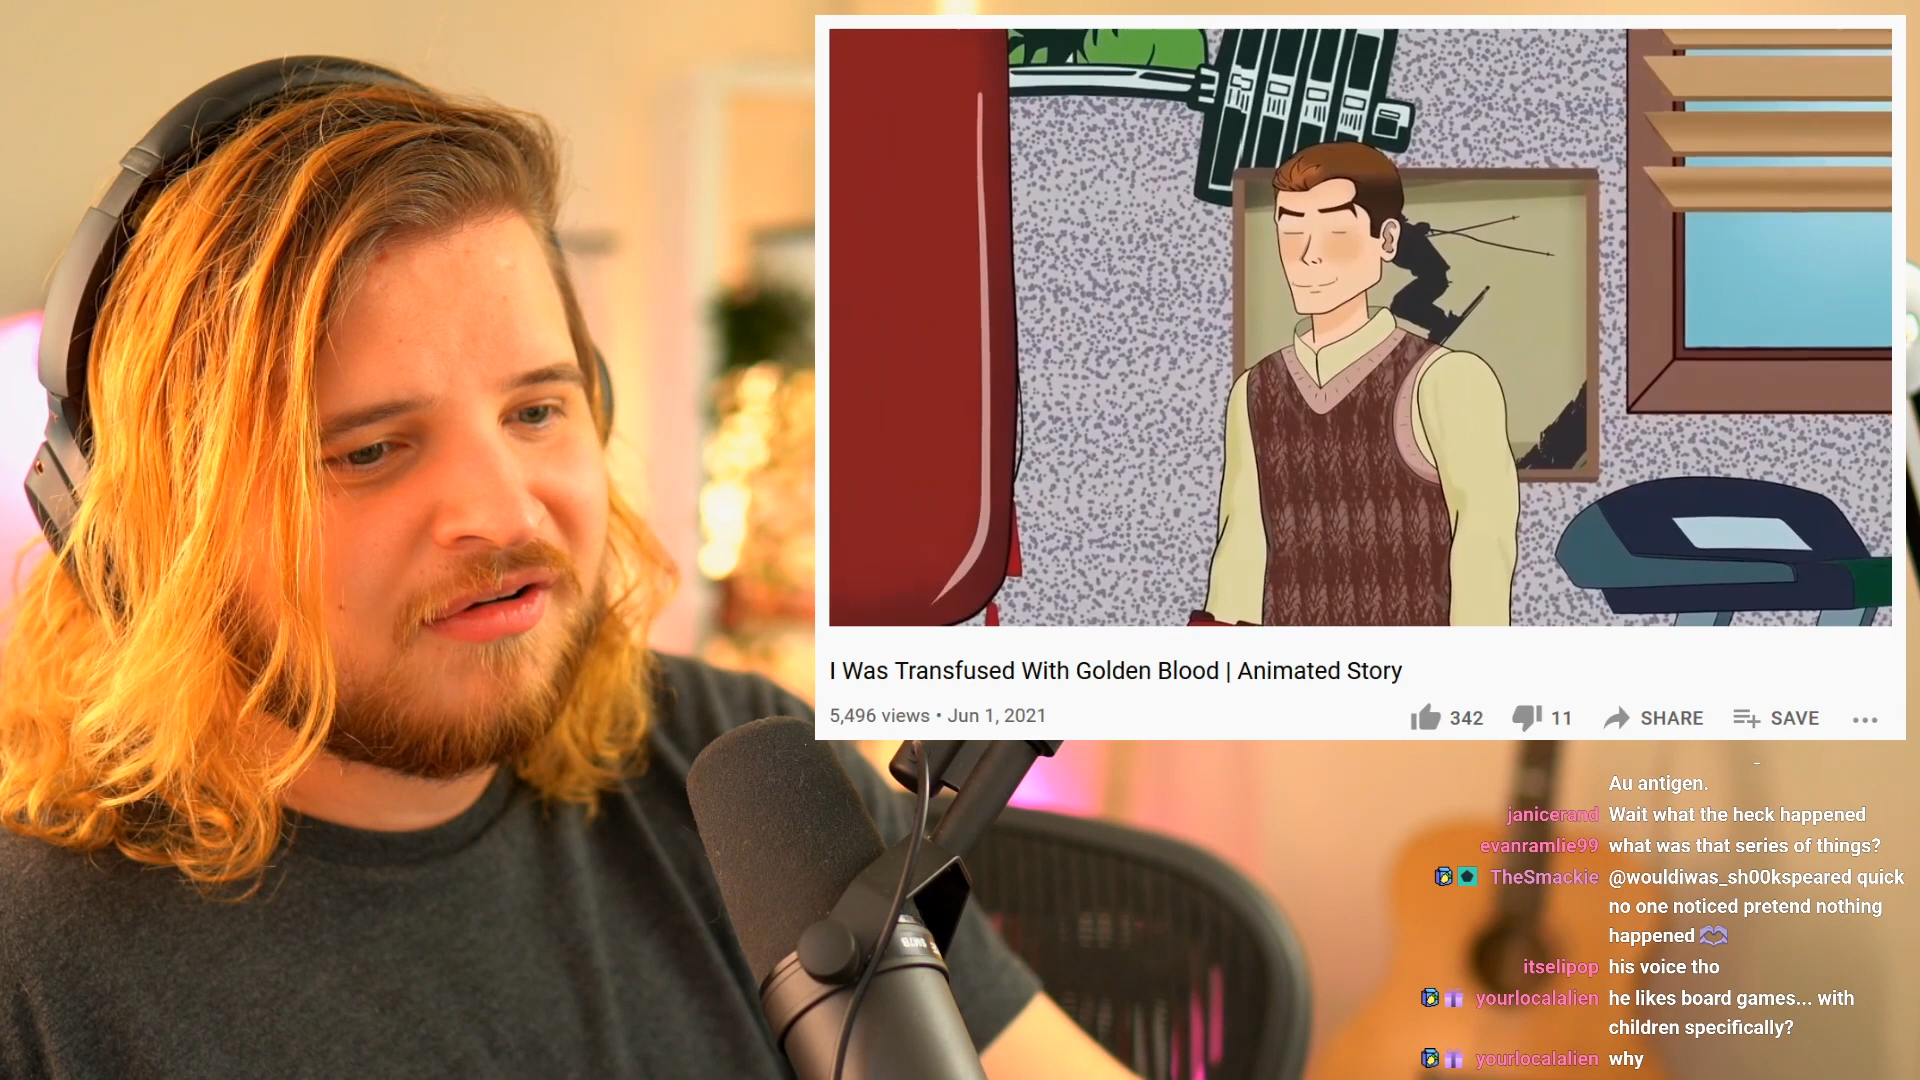 I Was Transfused With Golden Blood | Animated Story
5,496 views • Jun 1, 2021
342
11
SHARE
SAVE
Au antigen.
janicerand Wait what the heck happened
evanramlie99 what was that series of things?
TheSmackie @wouldiwas_sh00kspeared quick
no one noticed pretend nothing
happened
itselipop his voice tho
yourlocalalien he likes board games... with
children specifically?
yourlocalalien why